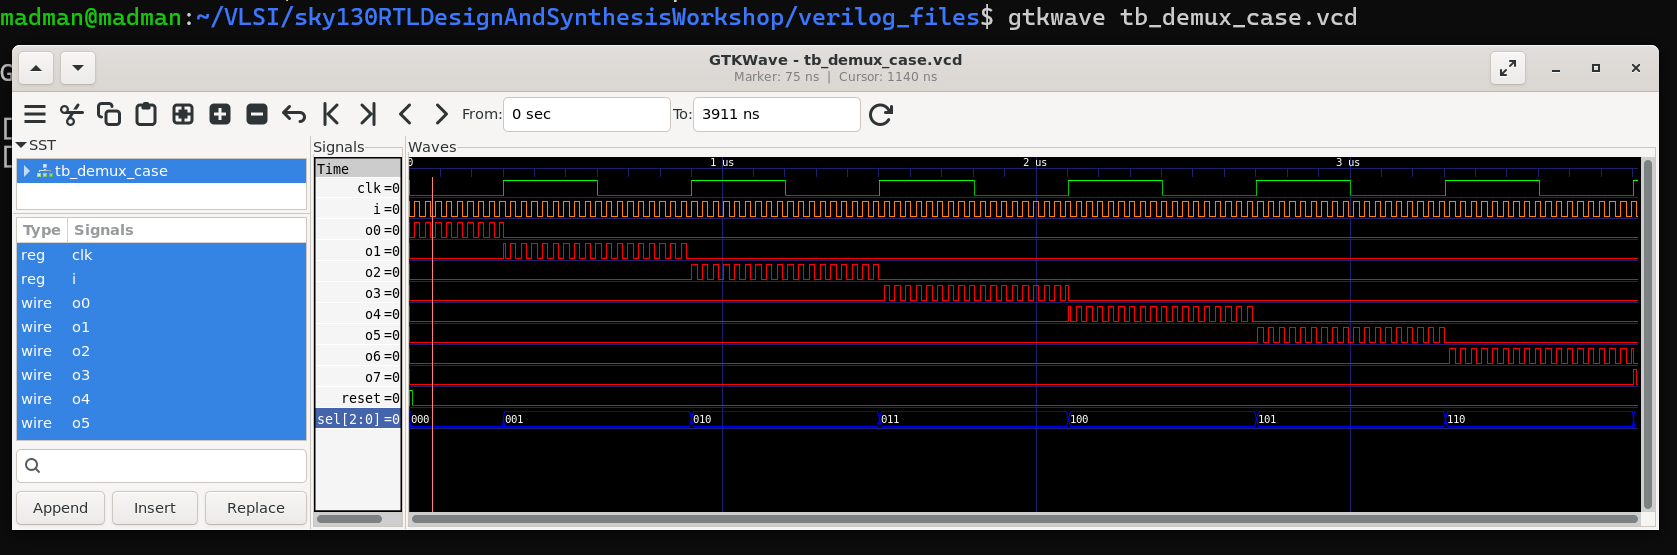 madman@madman:~/VLSI/sky130RTLDesignAndSynthesisWorkshop/verilog_files$ gtkwave tb_demux_case.vcd
GTKWave - tb_demux_case.vcd
Marker: 75 ns | Cursor: 1140 ns
From: 0 sec To: 3911 ns
SST
tb_demux_case
Type Signals
reg clk
reg i
wire o0
wire o1
wire o2
wire o3
wire o4
wire o5
Append Insert Replace
Signals
Time
clk=0
i=0
o0=0
o1=0
o2=0
o3=0
o4=0
o5=0
o6=0
o7=0
reset=0
sel[2:0]=0
Waves
0 1 us 2 us 3 us
000 001 010 011 100 101 110